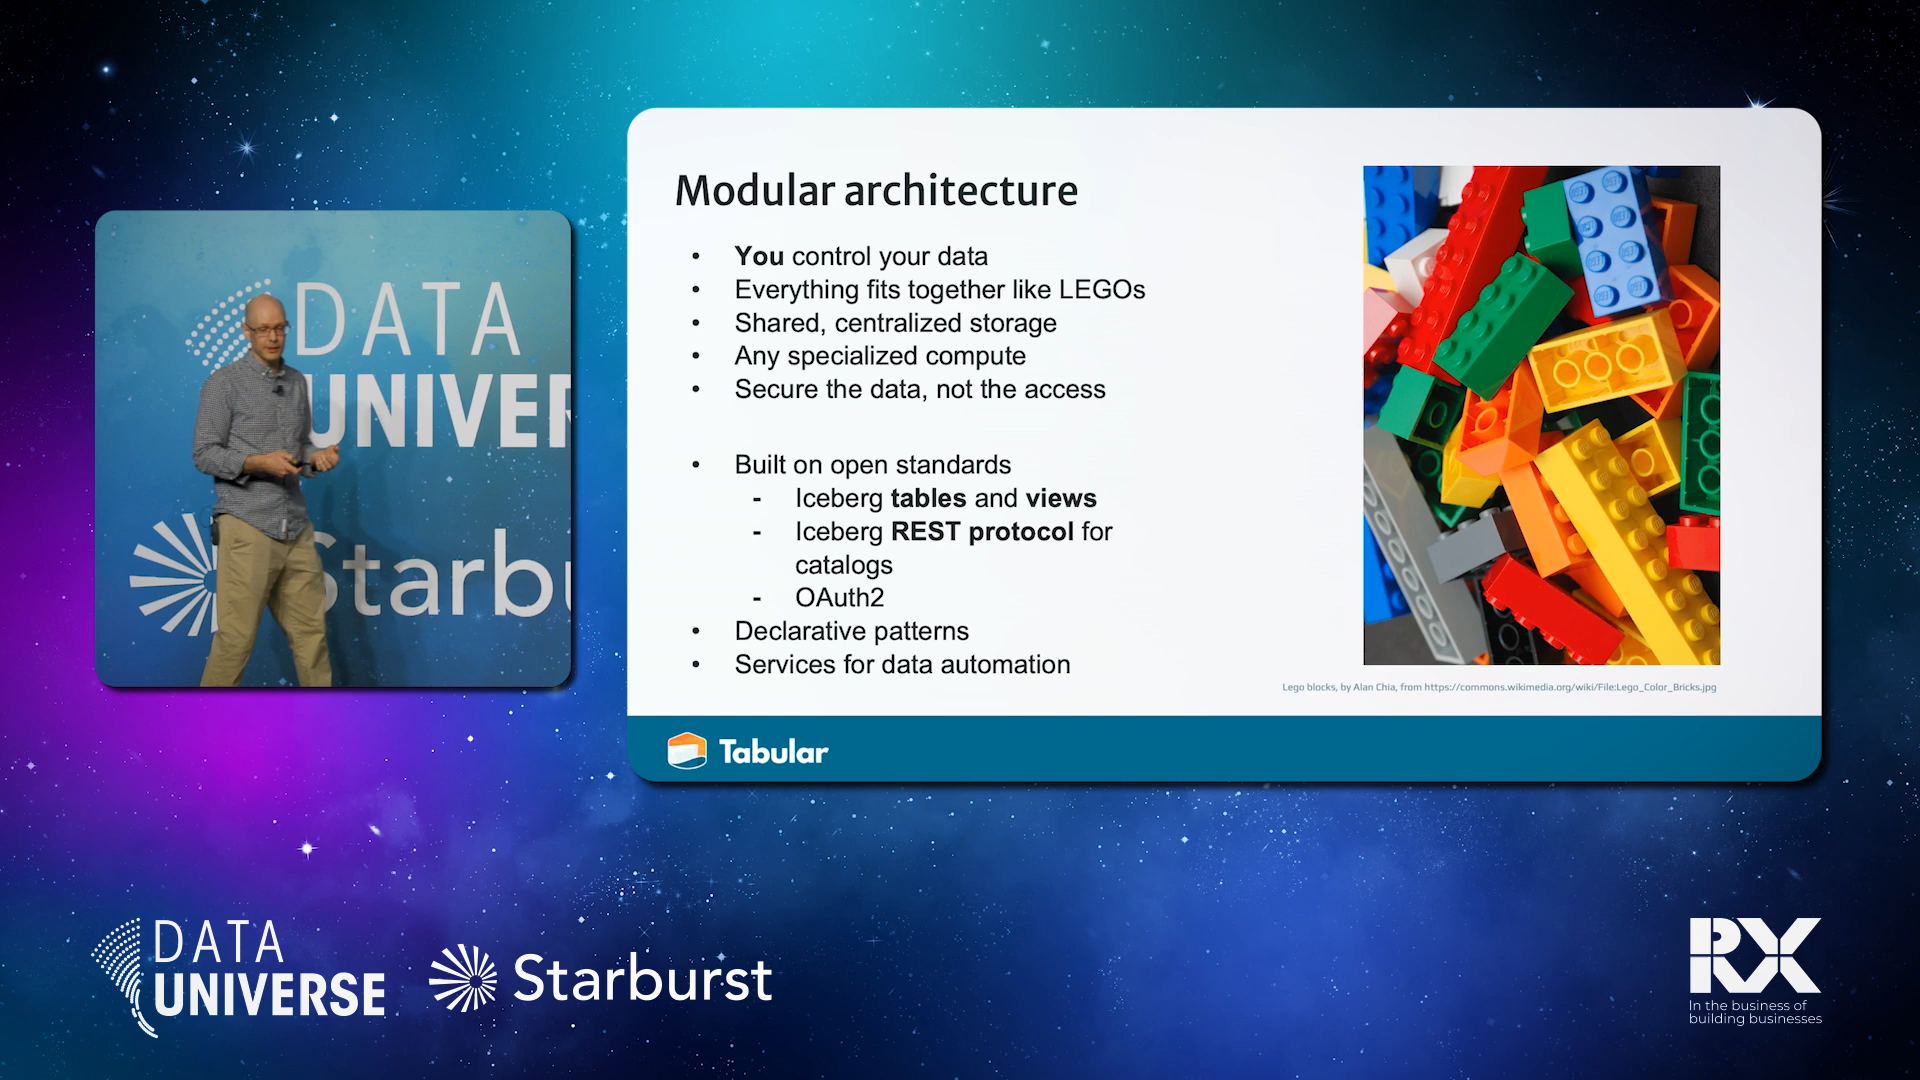 DATA
UNIVER
Starbu
Modular architecture
• You control your data
• Everything fits together like LEGOs
• Shared, centralized storage
• Any specialized compute
• Secure the data, not the access
• Built on open standards
- Iceberg tables and views
- Iceberg REST protocol for
catalogs
- OAuth2
• Declarative patterns
• Services for data automation
Lego blocks, by Alan Chia, from https://commons.wikimedia.org/wiki/File:Lego_Color_Bricks.jpg
Tabular
DATA
UNIVERSE
Starburst
RX
In the business of
building businesses